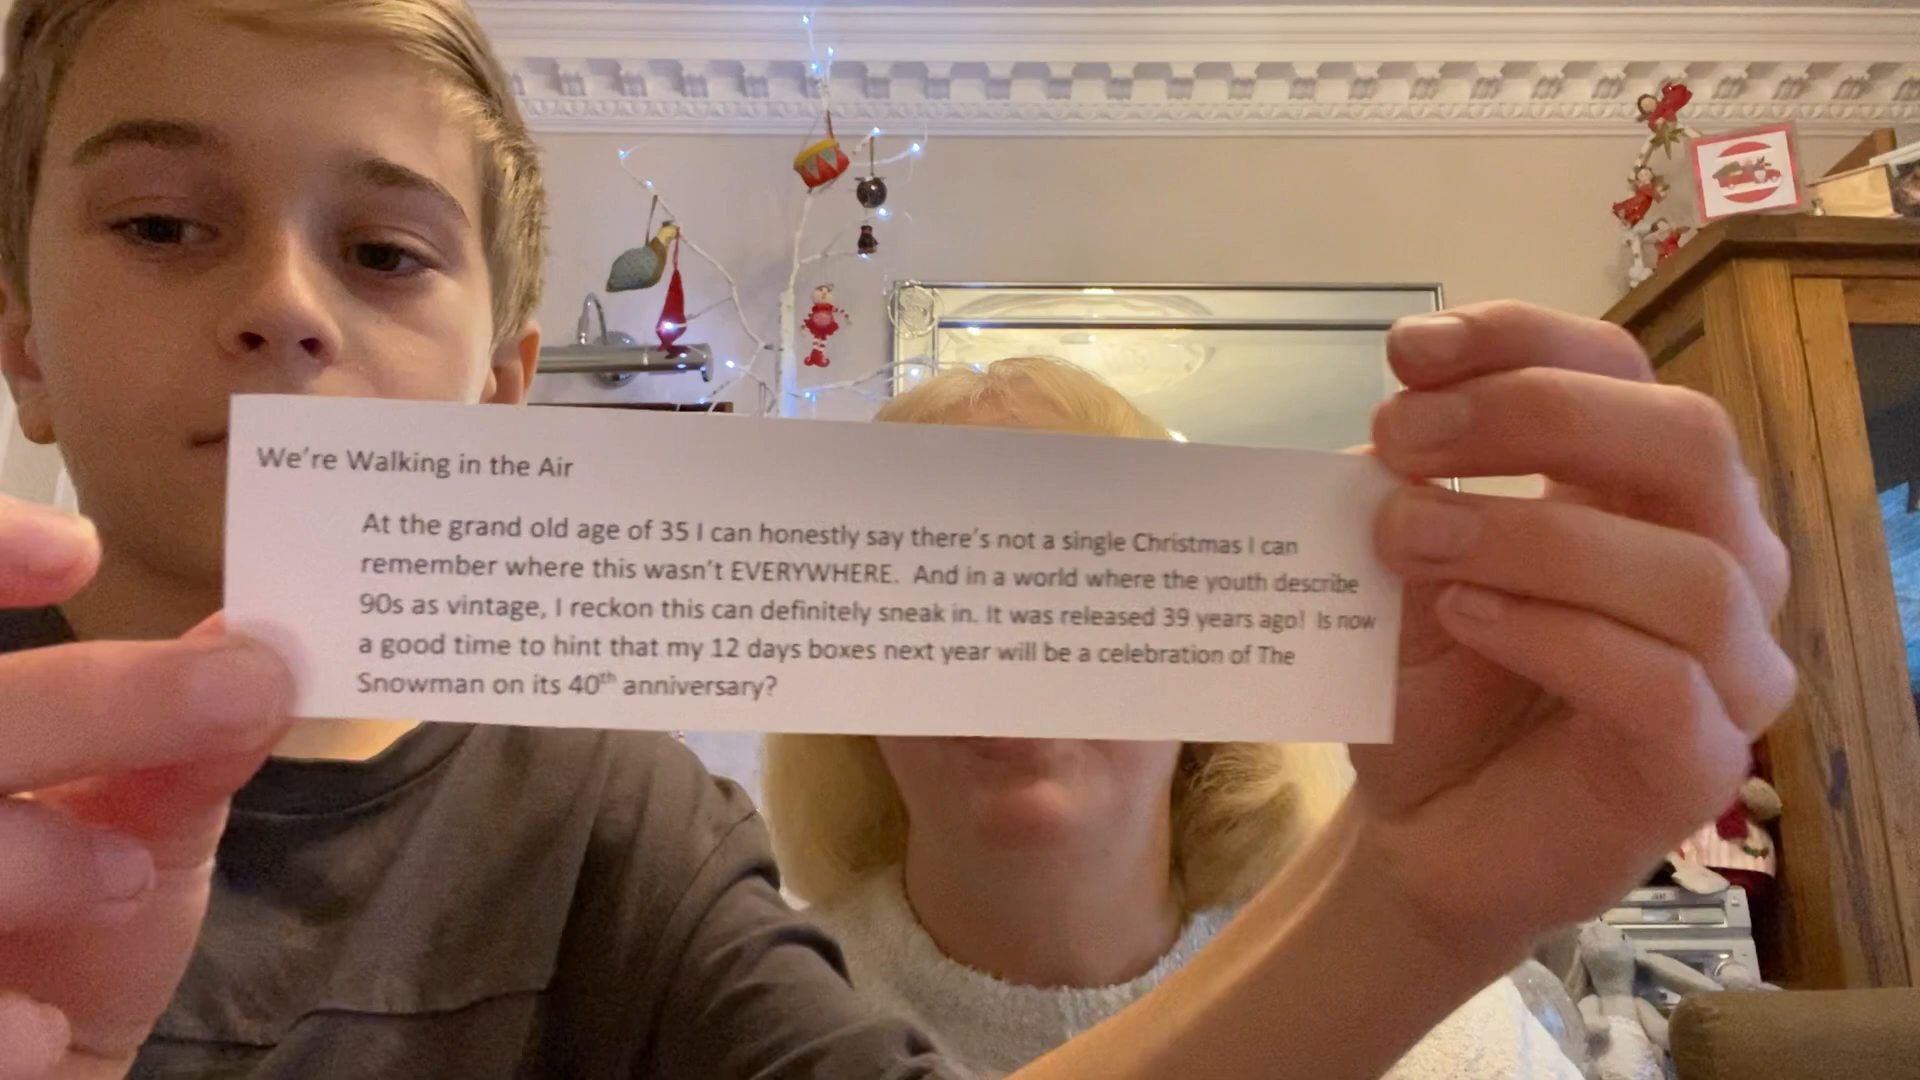 We're Walking in the Air
At the grand old age of 35 I can honestly say there's not a single Christmas I can
remember where this wasn't EVERYWHERE.  And in a world where the youth describe
90s as vintage, I reckon this can definitely sneak in. It was released 39 years ago!  Is now
a good time to hint that my 12 days boxes next year will be a celebration of The
Snowman on its 40th anniversary?